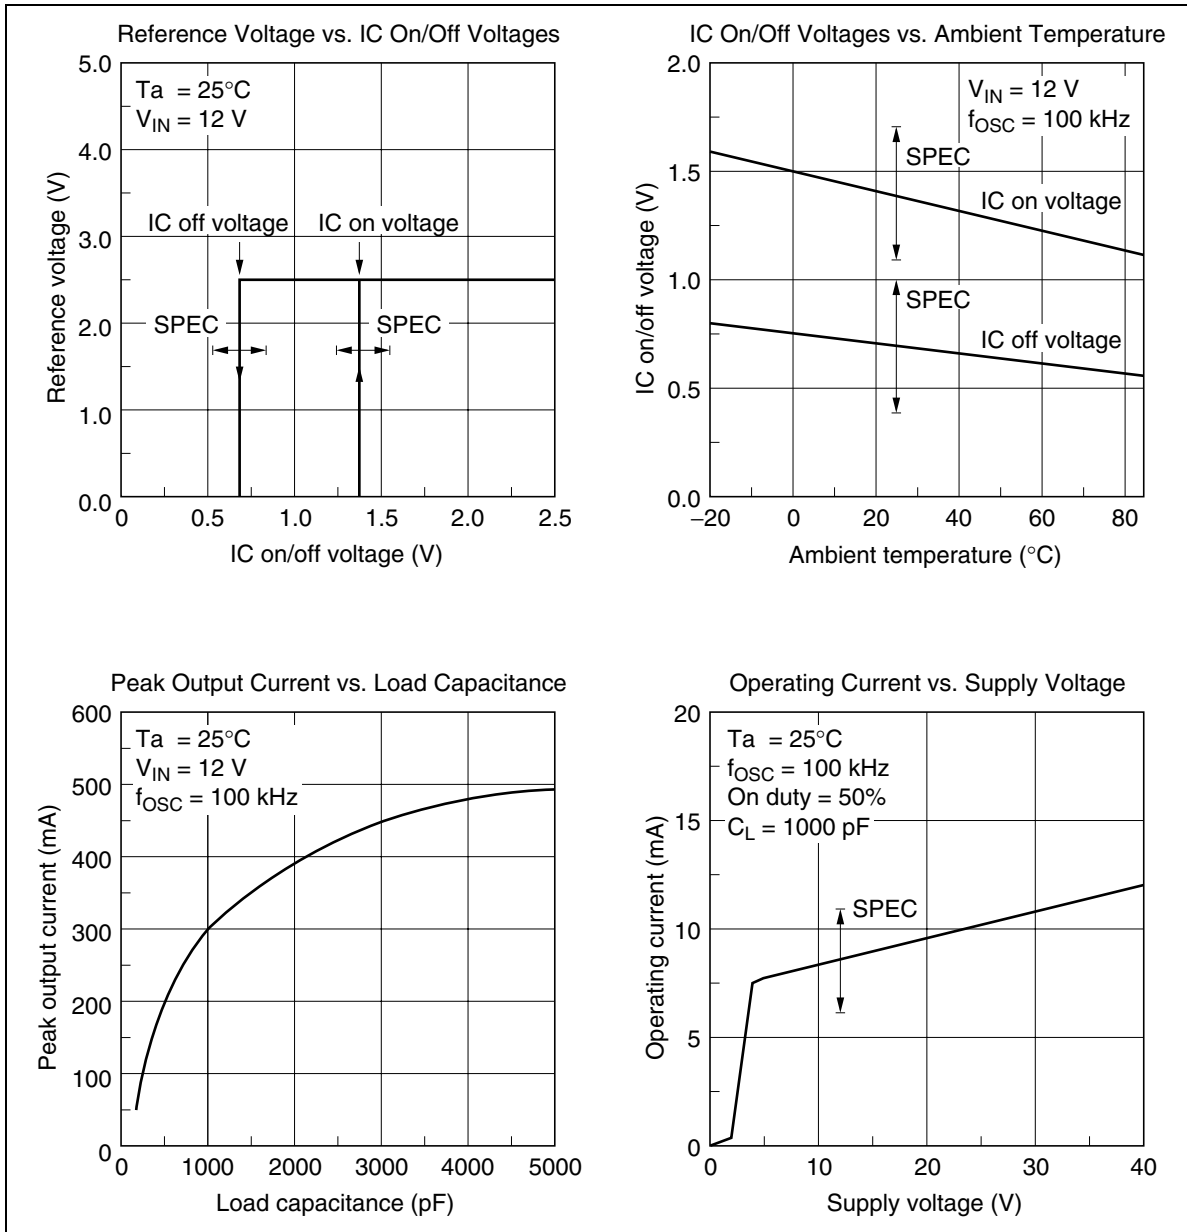 Reference Voltage vs. IC On/Off Voltages
5.0
4.0
3.0
2.0
1.0
0.0
Reference voltage (V)
Ta = 25°C
V_IN = 12 V
IC off voltage
IC on voltage
SPEC
SPEC
0 0.5 1.0 1.5 2.0 2.5
IC on/off voltage (V)
IC On/Off Voltages vs. Ambient Temperature
2.0
1.5
1.0
0.5
0.0
IC on/off voltage (V)
V_IN = 12 V
f_OSC = 100 kHz
SPEC
IC on voltage
SPEC
IC off voltage
−20 0 20 40 60 80
Ambient temperature (°C)
Peak Output Current vs. Load Capacitance
600
500
400
300
200
100
0
Peak output current (mA)
Ta = 25°C
V_IN = 12 V
f_OSC = 100 kHz
0 1000 2000 3000 4000 5000
Load capacitance (pF)
Operating Current vs. Supply Voltage
20
15
10
5
0
Operating current (mA)
Ta = 25°C
f_OSC = 100 kHz
On duty = 50%
C_L = 1000 pF
SPEC
0 10 20 30 40
Supply voltage (V)